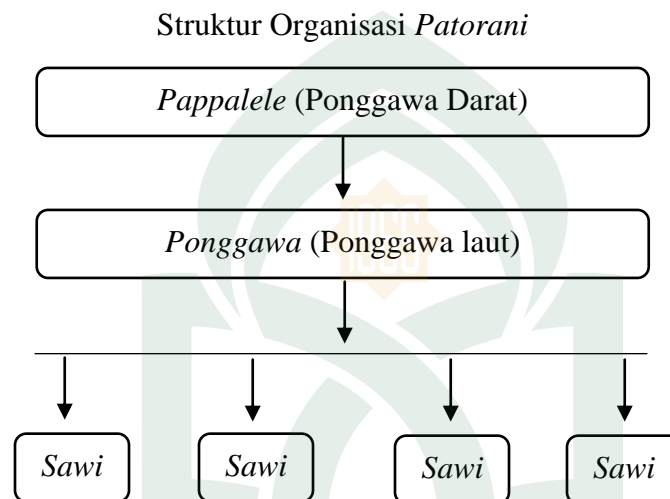 Struktur Organisasi Patorani
Pappalele (Ponggawa Darat)
Ponggawa (Ponggawa laut)
Sawi Sawi Sawi Sawi